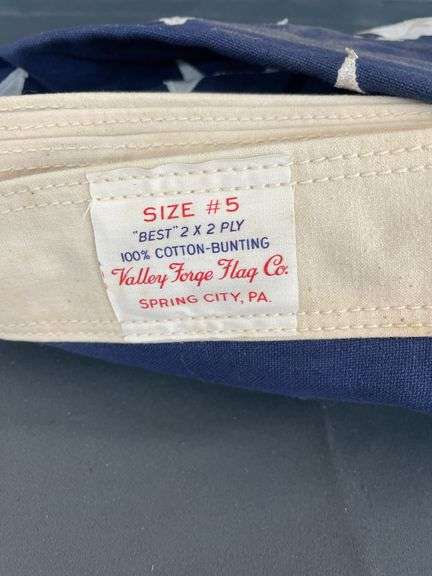 SIZE #5
"BEST" 2 X 2 PLY
100% COTTON-BUNTING
Valley Forge Flag Co.
SPRING CITY, PA.